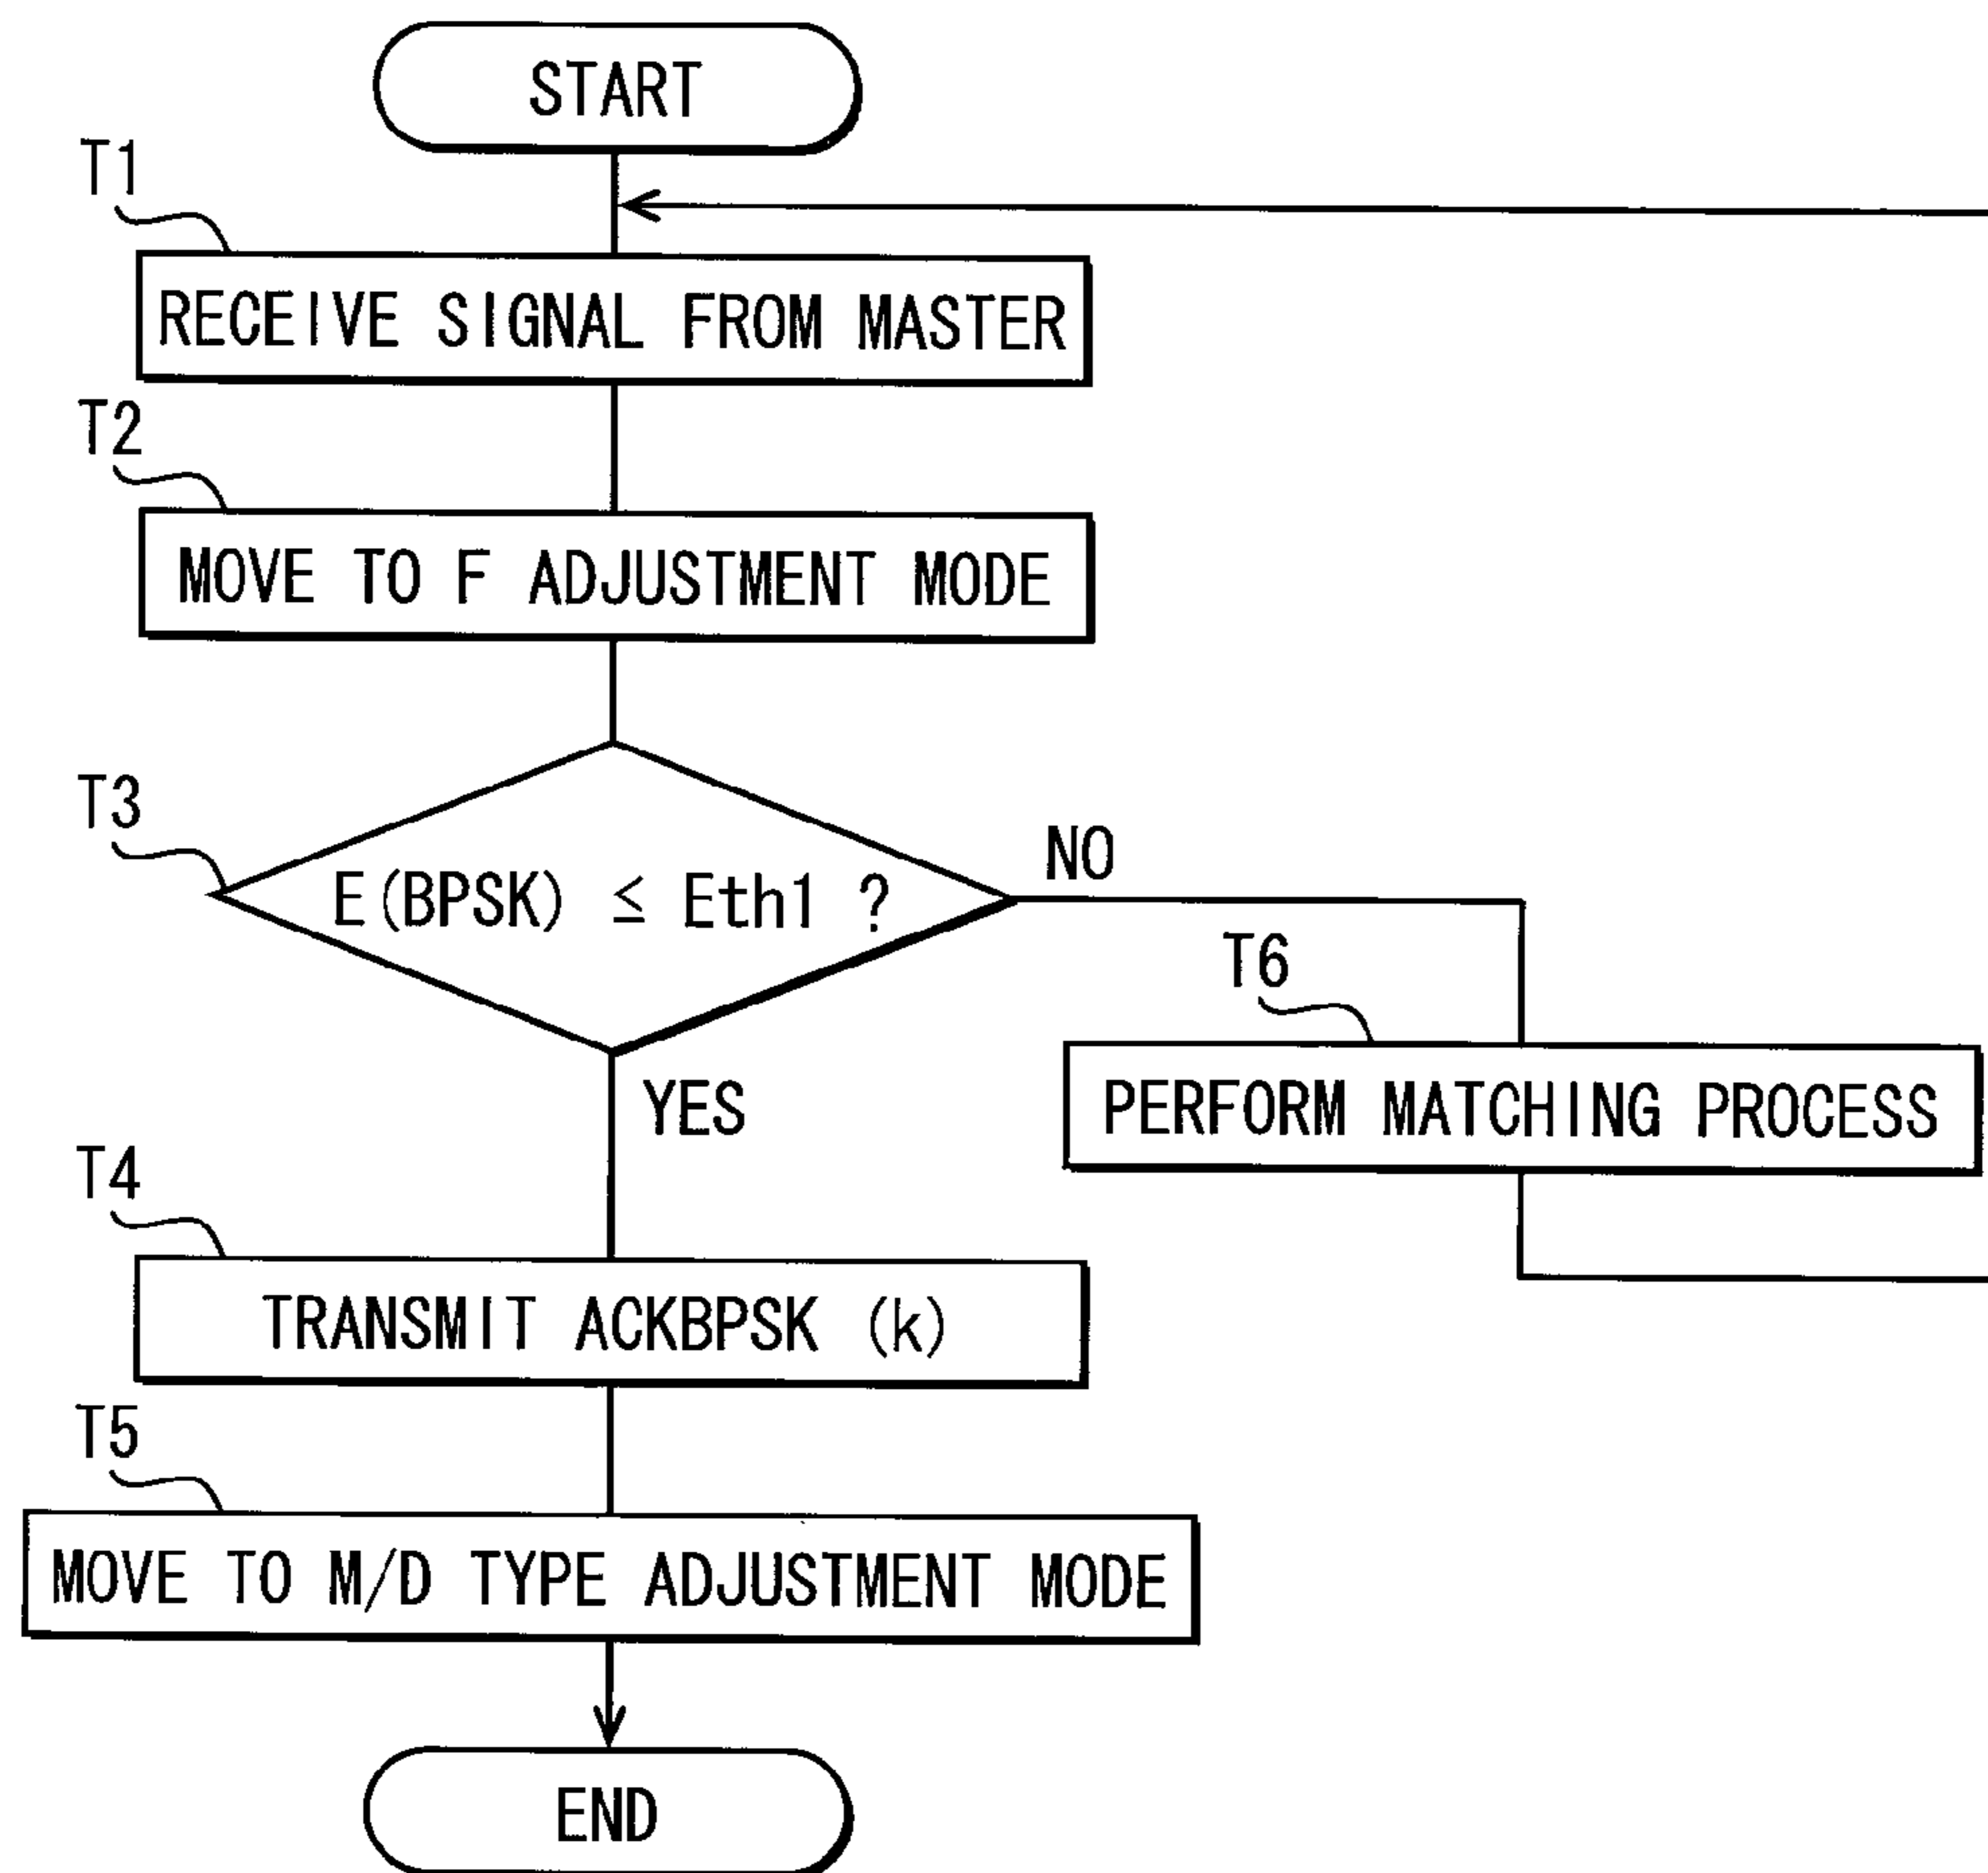 START
T1
RECEIVE SIGNAL FROM MASTER
T2
MOVE TO F ADJUSTMENT MODE
T3
E(BPSK) ≤ Eth1 ?
NO
YES
T6
PERFORM MATCHING PROCESS
T4
TRANSMIT ACKBPSK (k)
T5
MOVE TO M/D TYPE ADJUSTMENT MODE
END